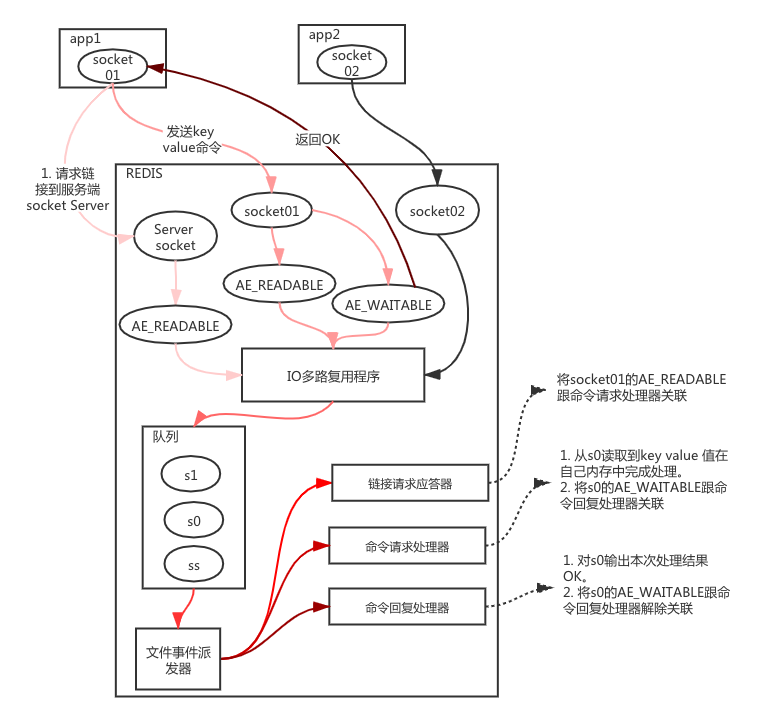 app1
socket
01
app2
socket
02
发送key
value命令
返回OK
1. 请求链
接到服务端
socket Server
REDIS
Server
socket
socket01
socket02
AE_READABLE
AE_WAITABLE
AE_READABLE
IO多路复用程序
将socket01的AE_READABLE
跟命令请求处理器关联
队列
s1
s0
ss
链接请求应答器
1. 从s0读取到key value 值在
自己内存中完成处理。
2. 将s0的AE_WAITABLE跟命
令回复处理器关联
命令请求处理器
命令回复处理器
1. 对s0输出本次处理结果
OK。
2. 将s0的AE_WAITABLE跟命
令回复处理器解除关联
文件事件派
发器